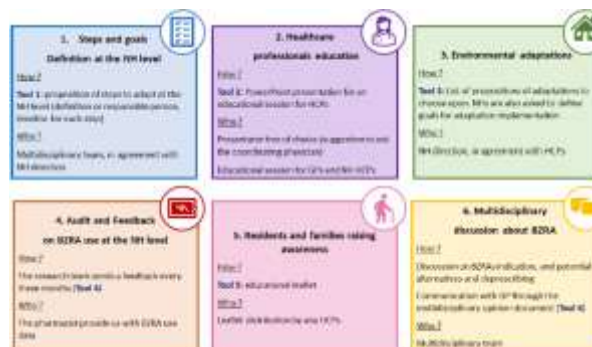 1. Steps and goals
Definition at the NH level
How?
Tool 1: proposition of steps to adapt at the
NH level (definition of responsible person,
timeline for each step)
Who?
Multidisciplinary team, in agreement with
NH direction
2. Healthcare
professionals education
How?
Tool 2: PowerPoint presentation for an
educational session for HCPs
Who?
Presentator free of choice (suggestion to ask
the coordinating physician)
Educational session for GPs and NH HCPs
3. Environmental adaptations
How?
Tool 3: List of propositions of adaptations to
choose upon. NHs are also asked to define
goals for adaptation implementation
Who?
NH direction, in agreement with HCPs
4. Audit and Feedback
on BZRA use at the NH level
How?
The research team sends a feedback every
three months (Tool 4)
Who?
The pharmacist provide us with BZRA use
data
5. Residents and families raising
awareness
How?
Tool 5: educational leaflet
Who?
Leaflet distribution by any HCPs
6. Multidisciplinary
discussion about BZRA
How?
Discussion on BZRA indication, and potential
alternatives and deprescribing
Communication with GP through the
multidisciplinary opinion document (Tool 6)
Who?
Multidisciplinary team